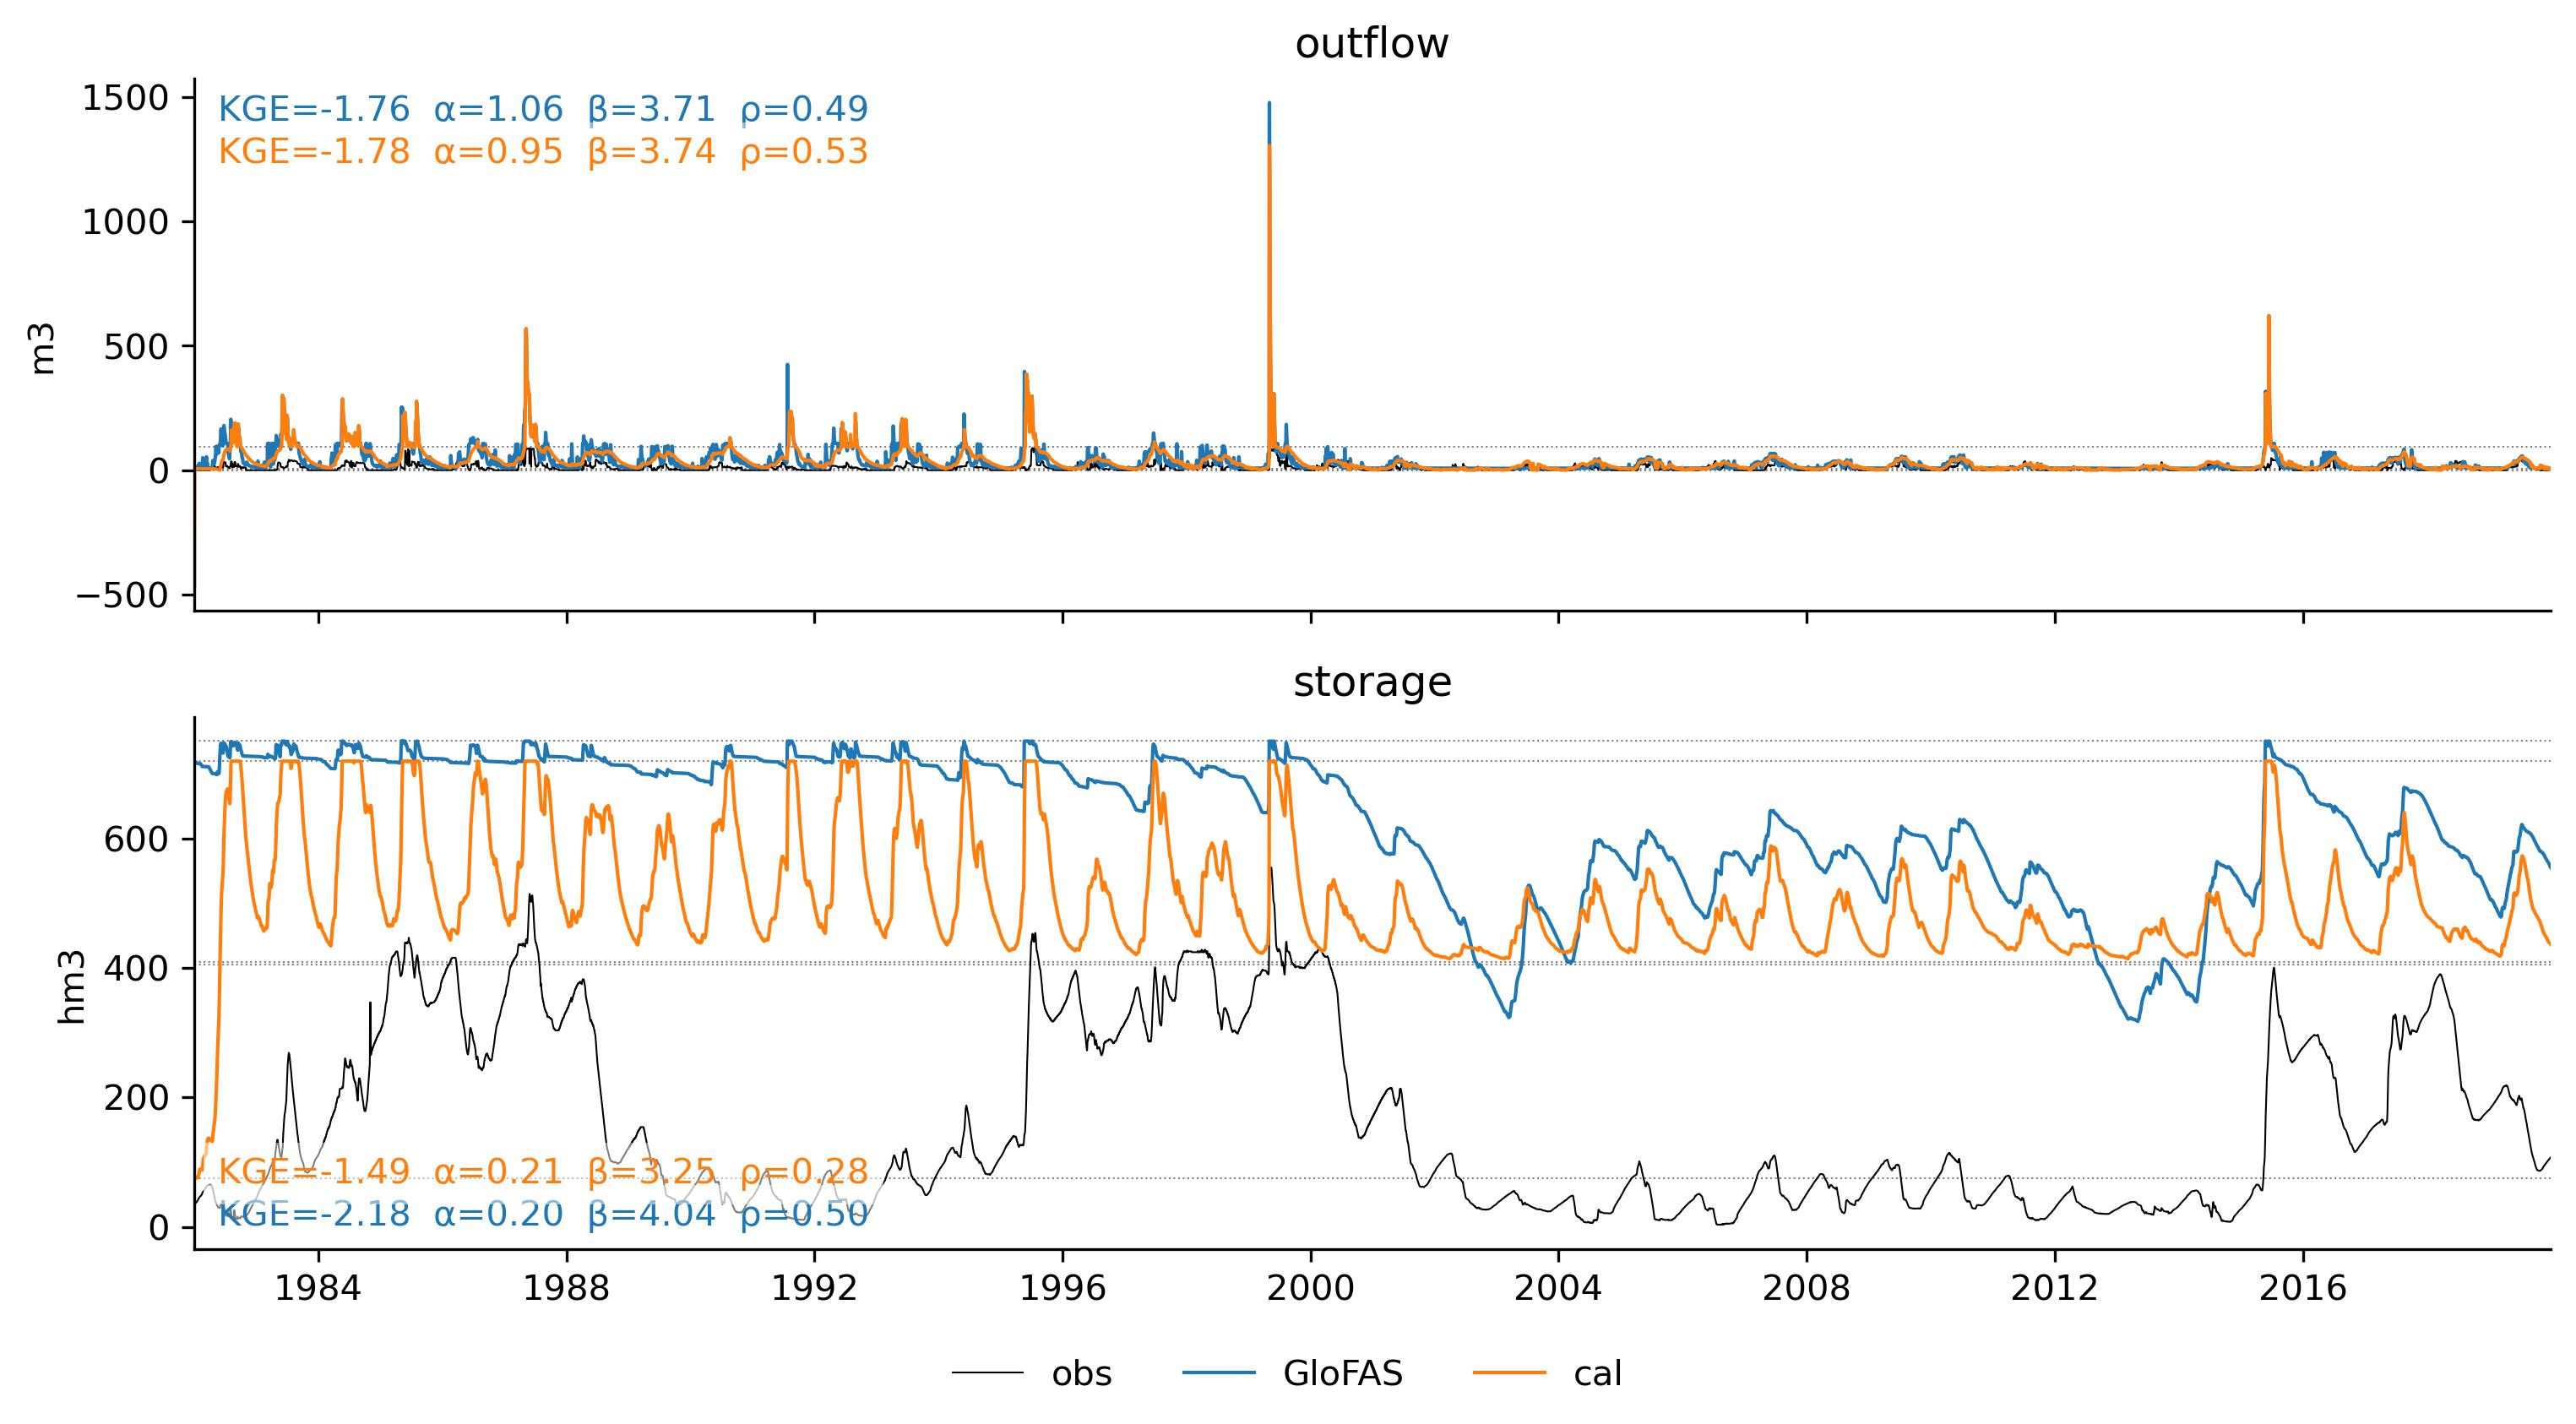 outflow
1500
1000
500
0
−500
m3
KGE=-1.76 α=1.06 β=3.71 ρ=0.49
KGE=-1.78 α=0.95 β=3.74 ρ=0.53
storage
600
400
200
0
hm3
KGE=-1.49 α=0.21 β=3.25 ρ=0.28
KGE=-2.18 α=0.20 β=4.04 ρ=0.50
1984 1988 1992 1996 2000 2004 2008 2012 2016
obs GloFAS cal